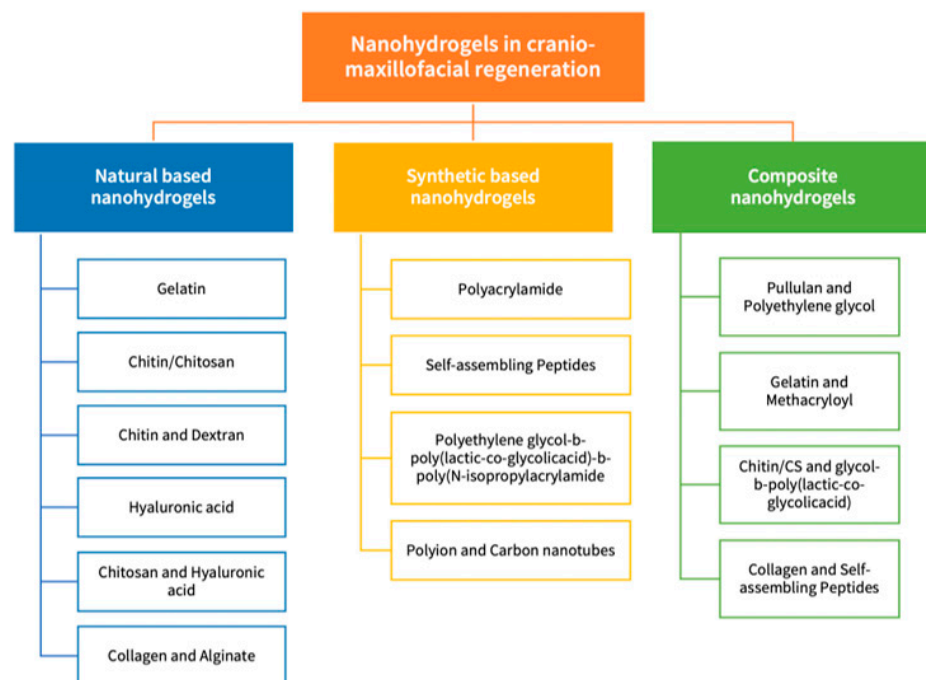 Nanohydrogels in cranio-
maxillofacial regeneration
Natural based
nanohydrogels
Gelatin
Chitin/Chitosan
Chitin and Dextran
Hyaluronic acid
Chitosan and Hyaluronic
acid
Collagen and Alginate
Synthetic based
nanohydrogels
Polyacrylamide
Self-assembling Peptides
Polyethylene glycol-b-
poly(lactic-co-glycolicacid)-b-
poly(N-isopropylacrylamide
Polyion and Carbon nanotubes
Composite
nanohydrogels
Pullulan and
Polyethylene glycol
Gelatin and
Methacryloyl
Chitin/CS and glycol-
b-poly(lactic-co-
glycolicacid)
Collagen and Self-
assembling Peptides